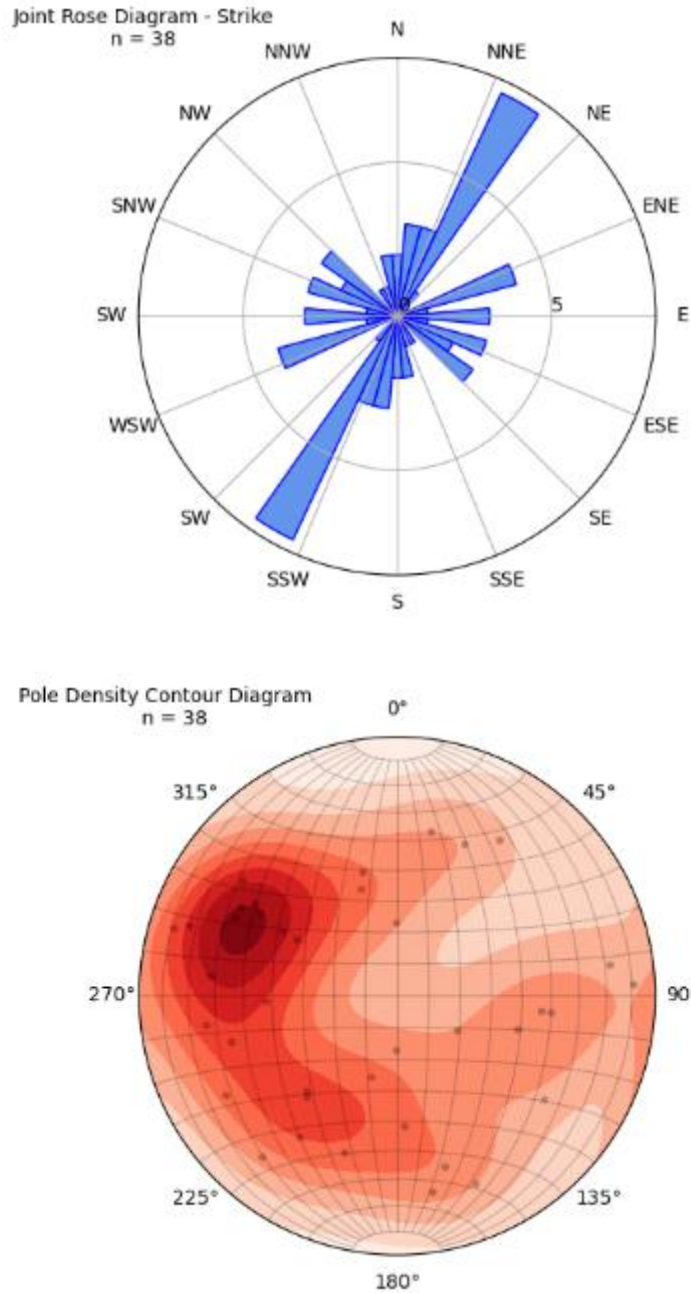 Joint Rose Diagram - Strike
n = 38
N
NNW
NNE
NW
NE
SNW
ENE
0
5
SW
E
WSW
ESE
SW
SE
SSW
SSE
S
Pole Density Contour Diagram
n = 38
0°
315°
45°
270°
90
225°
135°
180°